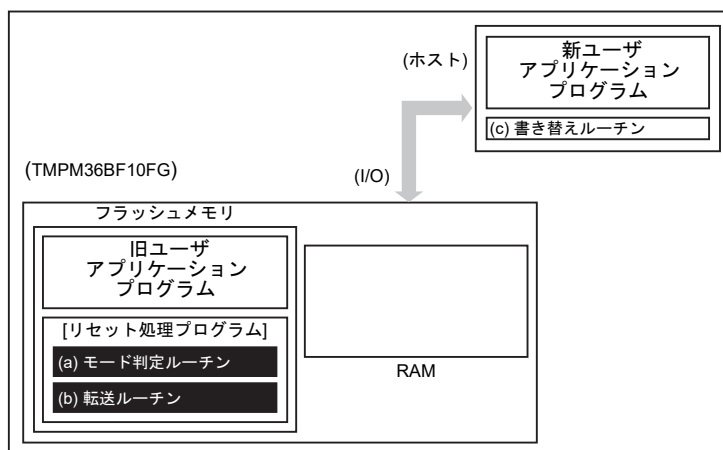 (ホスト)
新ユーザ
アプリケーション
プログラム
(c) 書き替えルーチン
(TMPM36BF10FG)
(I/O)
フラッシュメモリ
旧ユーザ
アプリケーション
プログラム
[リセット処理プログラム]
(a) モード判定ルーチン
(b) 転送ルーチン
RAM